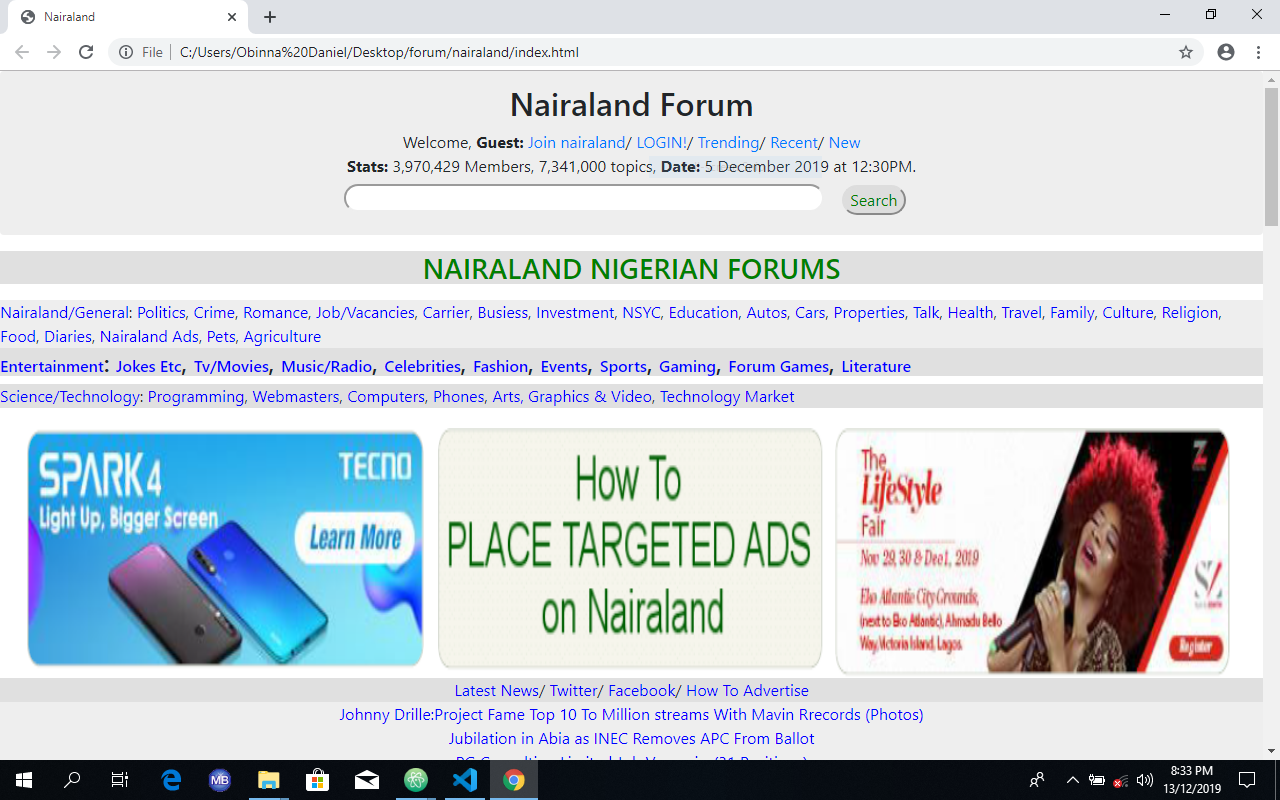 Nairaland
File
C:/Users/Obinna%20Daniel/Desktop/forum/nairaland/index.html
Nairaland Forum
Welcome, Guest: Join nairaland/ LOGIN!/ Trending/ Recent/ New
Stats: 3,970,429 Members, 7,341,000 topics, Date: 5 December 2019 at 12:30PM.
Search
NAIRALAND NIGERIAN FORUMS
Nairaland/General: Politics, Crime, Romance, Job/Vacancies, Carrier, Busiess, Investment, NSYC, Education, Autos, Cars, Properties, Talk, Health, Travel, Family, Culture, Religion,
Food, Diaries, Nairaland Ads, Pets, Agriculture
Entertainment: Jokes Etc, Tv/Movies, Music/Radio, Celebrities, Fashion, Events, Sports, Gaming, Forum Games, Literature
Science/Technology: Programming, Webmasters, Computers, Phones, Arts, Graphics & Video, Technology Market
SPARK 4
TECNO
Light Up, Bigger Screen
Learn More
How To
PLACE TARGETED ADS
on Nairaland
The
LifeStyle
Fair
Nov 29, 30 & Dec 1, 2019
Eko Atlantic City Grounds,
(next to Eko Atlantic), Ahmadu Bello
Way, Victoria Island, Lagos.
Register
Latest News/ Twitter/ Facebook/ How To Advertise
Johnny Drille:Project Fame Top 10 To Million streams With Mavin Rrecords (Photos)
Jubilation in Abia as INEC Removes APC From Ballot
MB
8:33 PM
13/12/2019